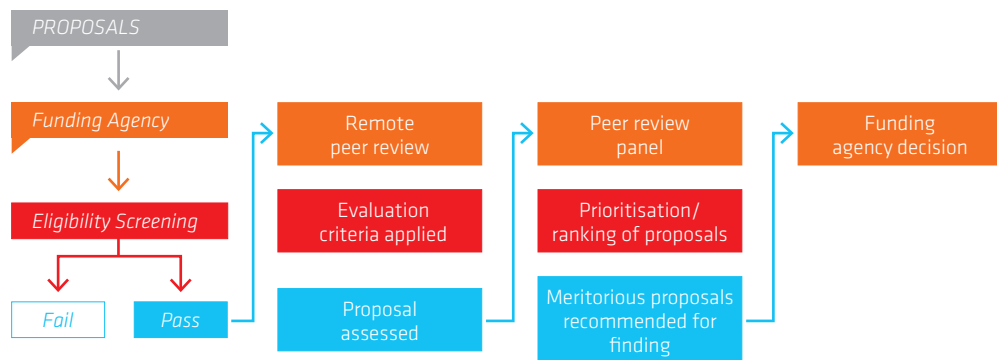 PROPOSALS
Funding Agency
Eligibility Screening
Fail
Pass
Remote
peer review
Evaluation
criteria applied
Proposal
assessed
Peer review
panel
Prioritisation/
ranking of proposals
Meritorious proposals
recommended for
finding
Funding
agency decision